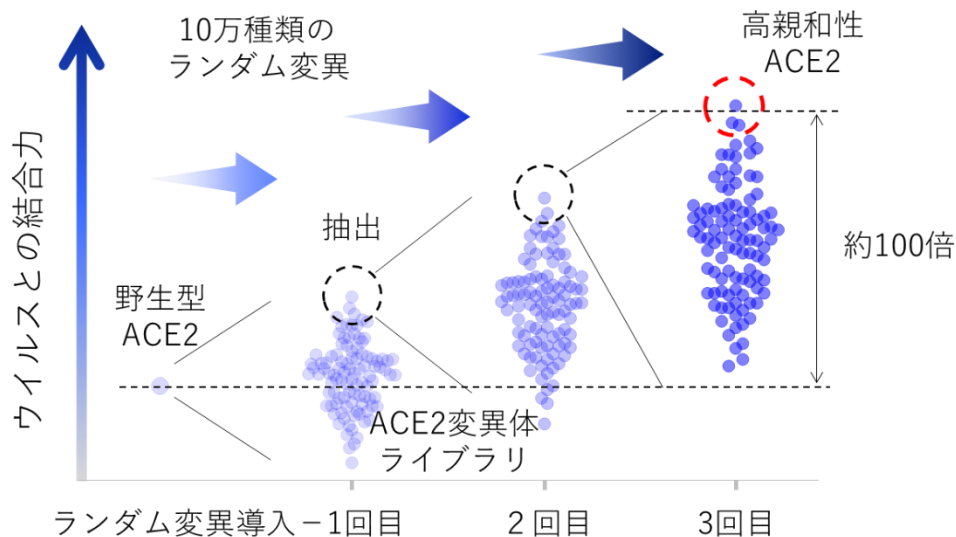 10万種類の
ランダム変異
高親和性
ACE2
ウイルスとの結合力
抽出
約100倍
野生型
ACE2
ACE2変異体
ライブラリ
ランダム変異導入－1回目
2回目
3回目